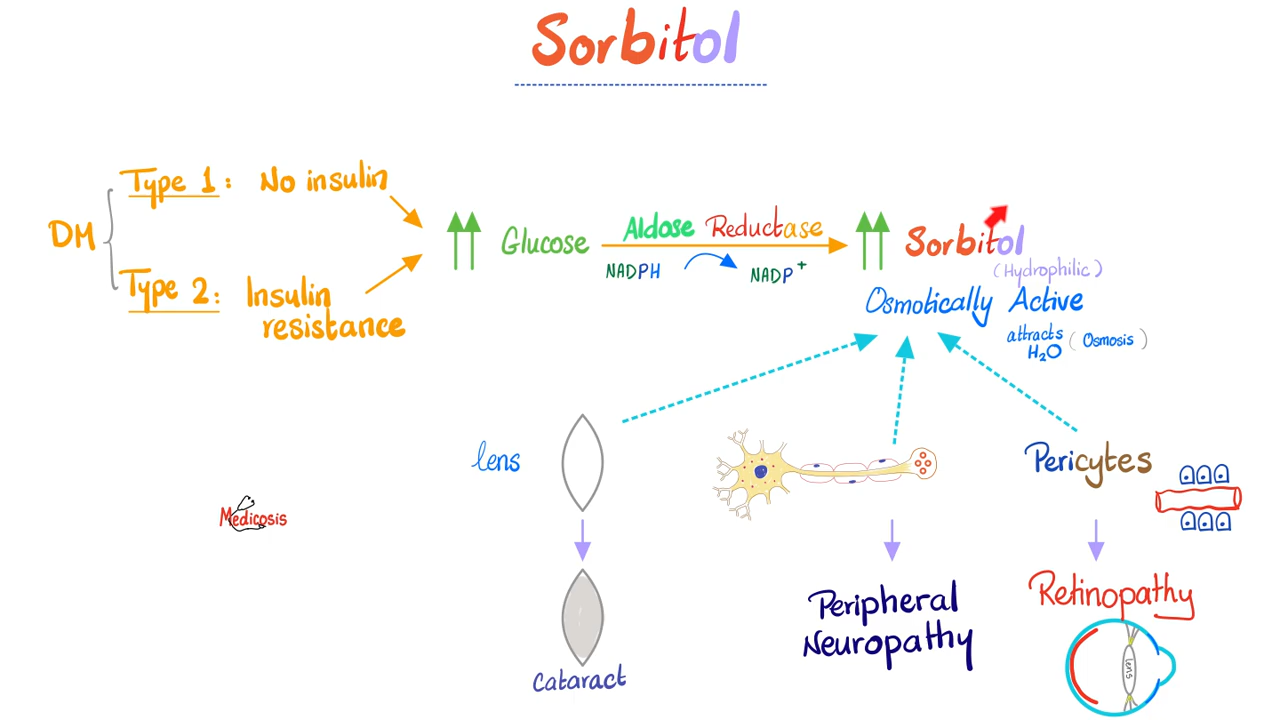 Sorbitol
DM
Type 1: No insulin
Type 2: Insulin
resistance
Glucose
Aldose Reductase
NADPH
NADP+
Sorbitol
(Hydrophilic)
Osmotically Active
attracts
H2O (Osmosis)
lens
Pericytes
Medicosis
Cataract
Peripheral
Neuropathy
Retinopathy
lens